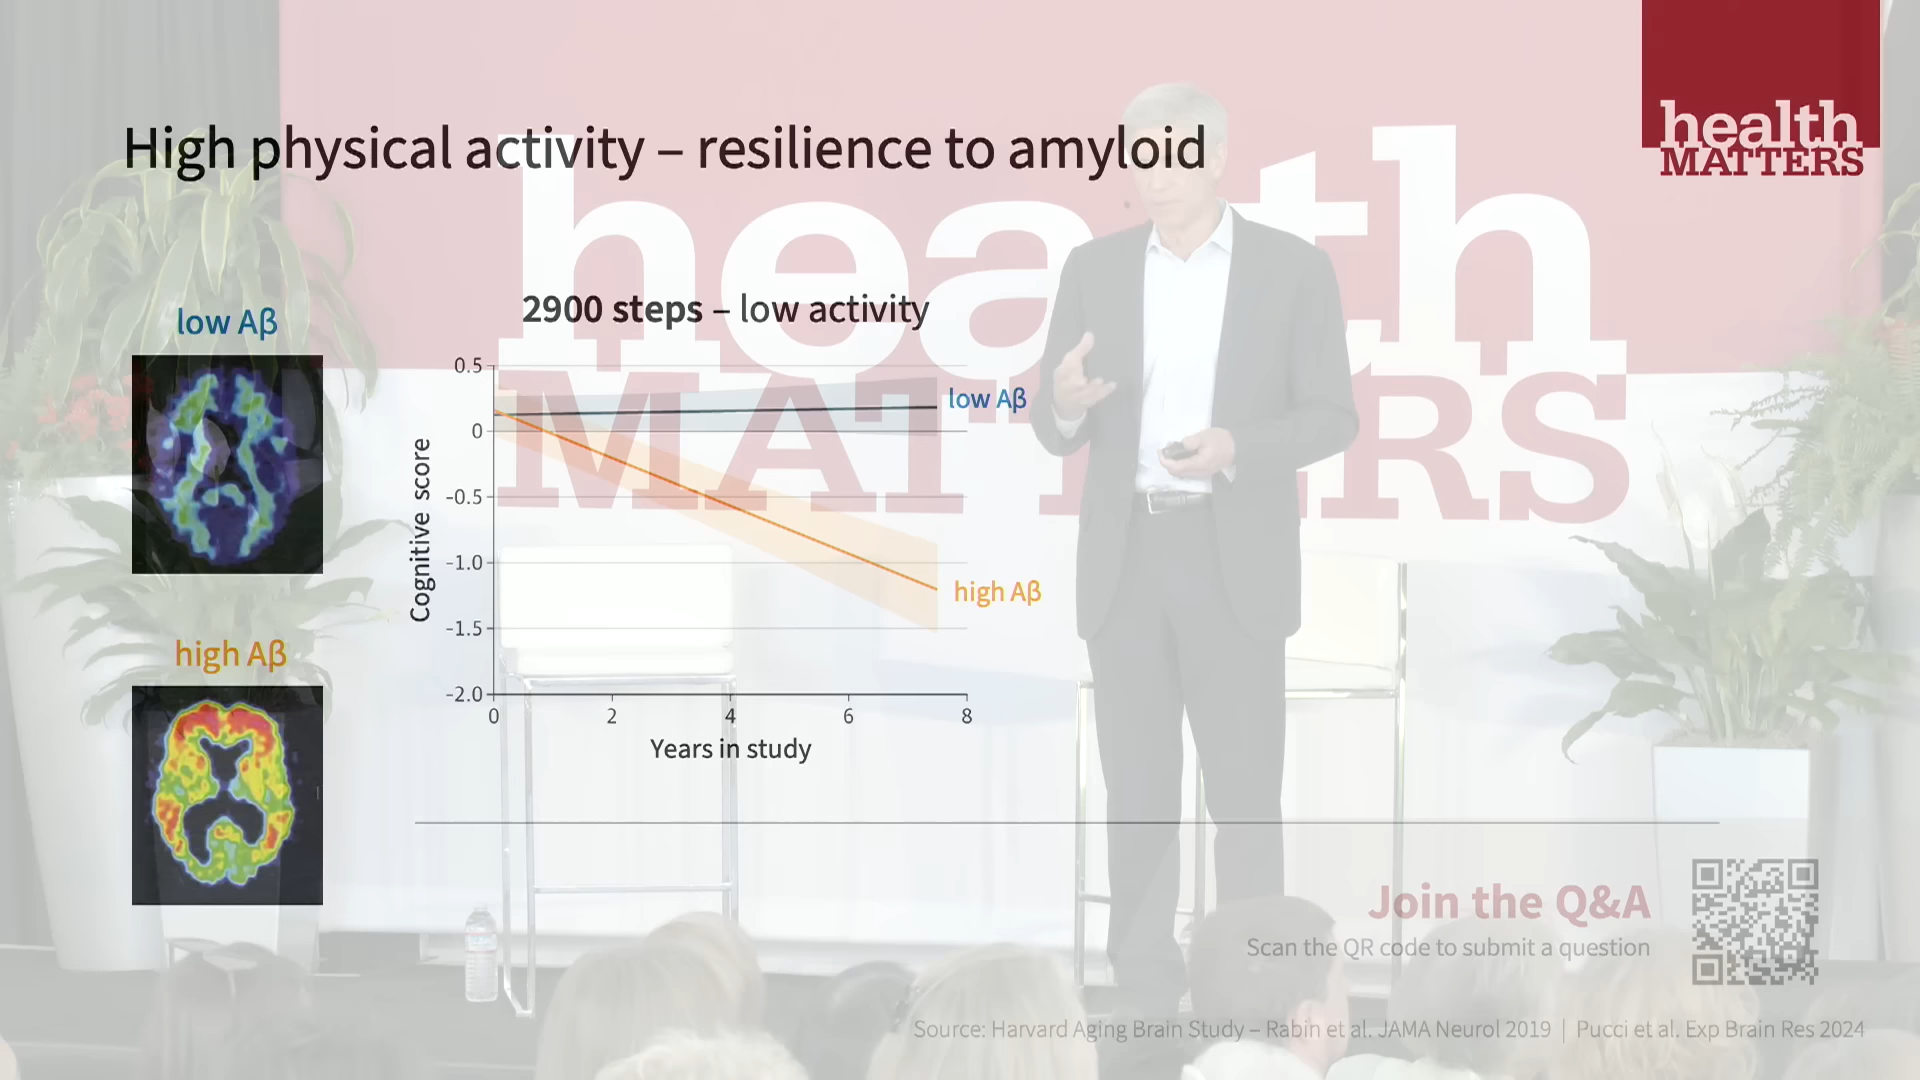 health
MATTERS
High physical activity – resilience to amyloid
health
MATTERS
2900 steps – low activity
low Aβ
high Aβ
Cognitive score
0.5
0
-0.5
-1.0
-1.5
-2.0
0 2 4 6 8
Years in study
low Aβ
high Aβ
Join the Q&A
Scan the QR code to submit a question
Source: Harvard Aging Brain Study – Rabin et al. JAMA Neurol 2019 | Pucci et al. Exp Brain Res 2024